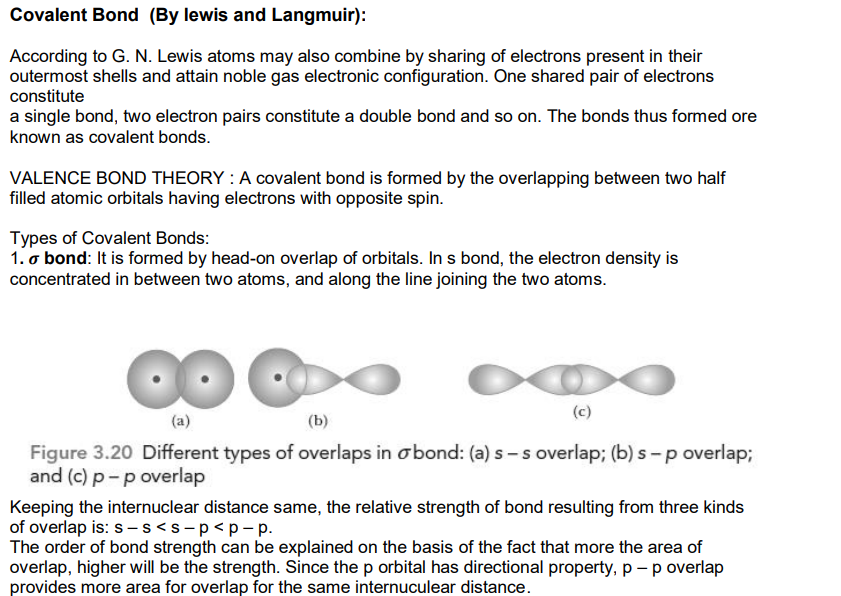 Covalent Bond (By lewis and Langmuir):
According to G. N. Lewis atoms may also combine by sharing of electrons present in their
outermost shells and attain noble gas electronic configuration. One shared pair of electrons
constitute
a single bond, two electron pairs constitute a double bond and so on. The bonds thus formed ore
known as covalent bonds.
VALENCE BOND THEORY : A covalent bond is formed by the overlapping between two half
filled atomic orbitals having electrons with opposite spin.
Types of Covalent Bonds:
1. σ bond: It is formed by head-on overlap of orbitals. In s bond, the electron density is
concentrated in between two atoms, and along the line joining the two atoms.
(a) (b) (c)
Figure 3.20 Different types of overlaps in σ bond: (a) s – s overlap; (b) s – p overlap;
and (c) p – p overlap
Keeping the internuclear distance same, the relative strength of bond resulting from three kinds
of overlap is: s – s < s – p < p – p.
The order of bond strength can be explained on the basis of the fact that more the area of
overlap, higher will be the strength. Since the p orbital has directional property, p – p overlap
provides more area for overlap for the same internuculear distance.